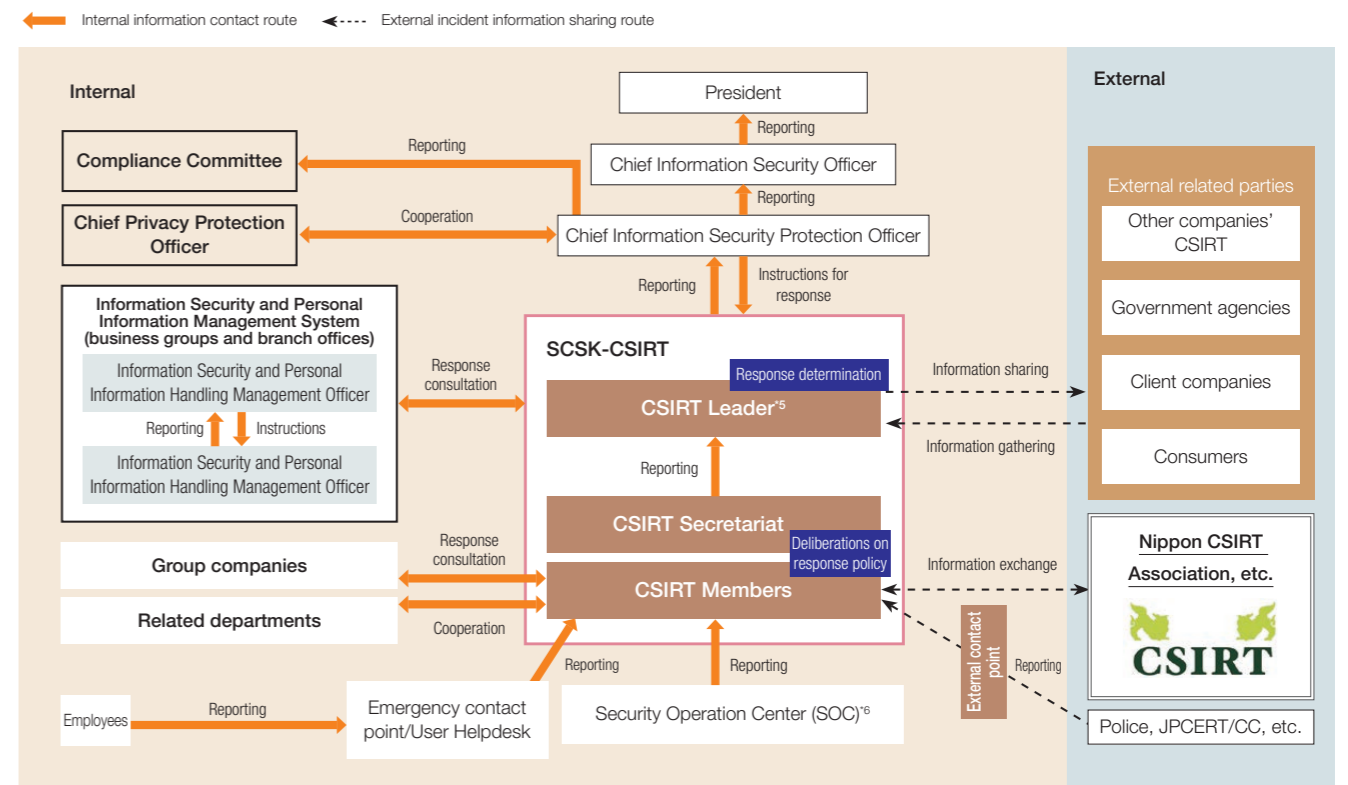 Internal information contact route
External incident information sharing route
Internal
External
President
Reporting
Chief Information Security Officer
Reporting
Compliance Committee
Reporting
Chief Privacy Protection
Officer
Cooperation
Chief Information Security Protection Officer
Reporting
Instructions for
response
Information Security and Personal
Information Management System
(business groups and branch offices)
Information Security and Personal
Information Handling Management Officer
Reporting
Instructions
Information Security and Personal
Information Handling Management Officer
Response
consultation
SCSK-CSIRT
Response determination
CSIRT Leader*5
Reporting
CSIRT Secretariat
Deliberations on
response policy
CSIRT Members
Group companies
Related departments
Response
consultation
Cooperation
Employees
Reporting
Emergency contact
point/User Helpdesk
Reporting
Security Operation Center (SOC)*6
Reporting
Information sharing
Information gathering
Information exchange
External contact
point
Reporting
External related parties
Other companies’
CSIRT
Government agencies
Client companies
Consumers
Nippon CSIRT
Association, etc.
CSIRT
Police, JPCERT/CC, etc.